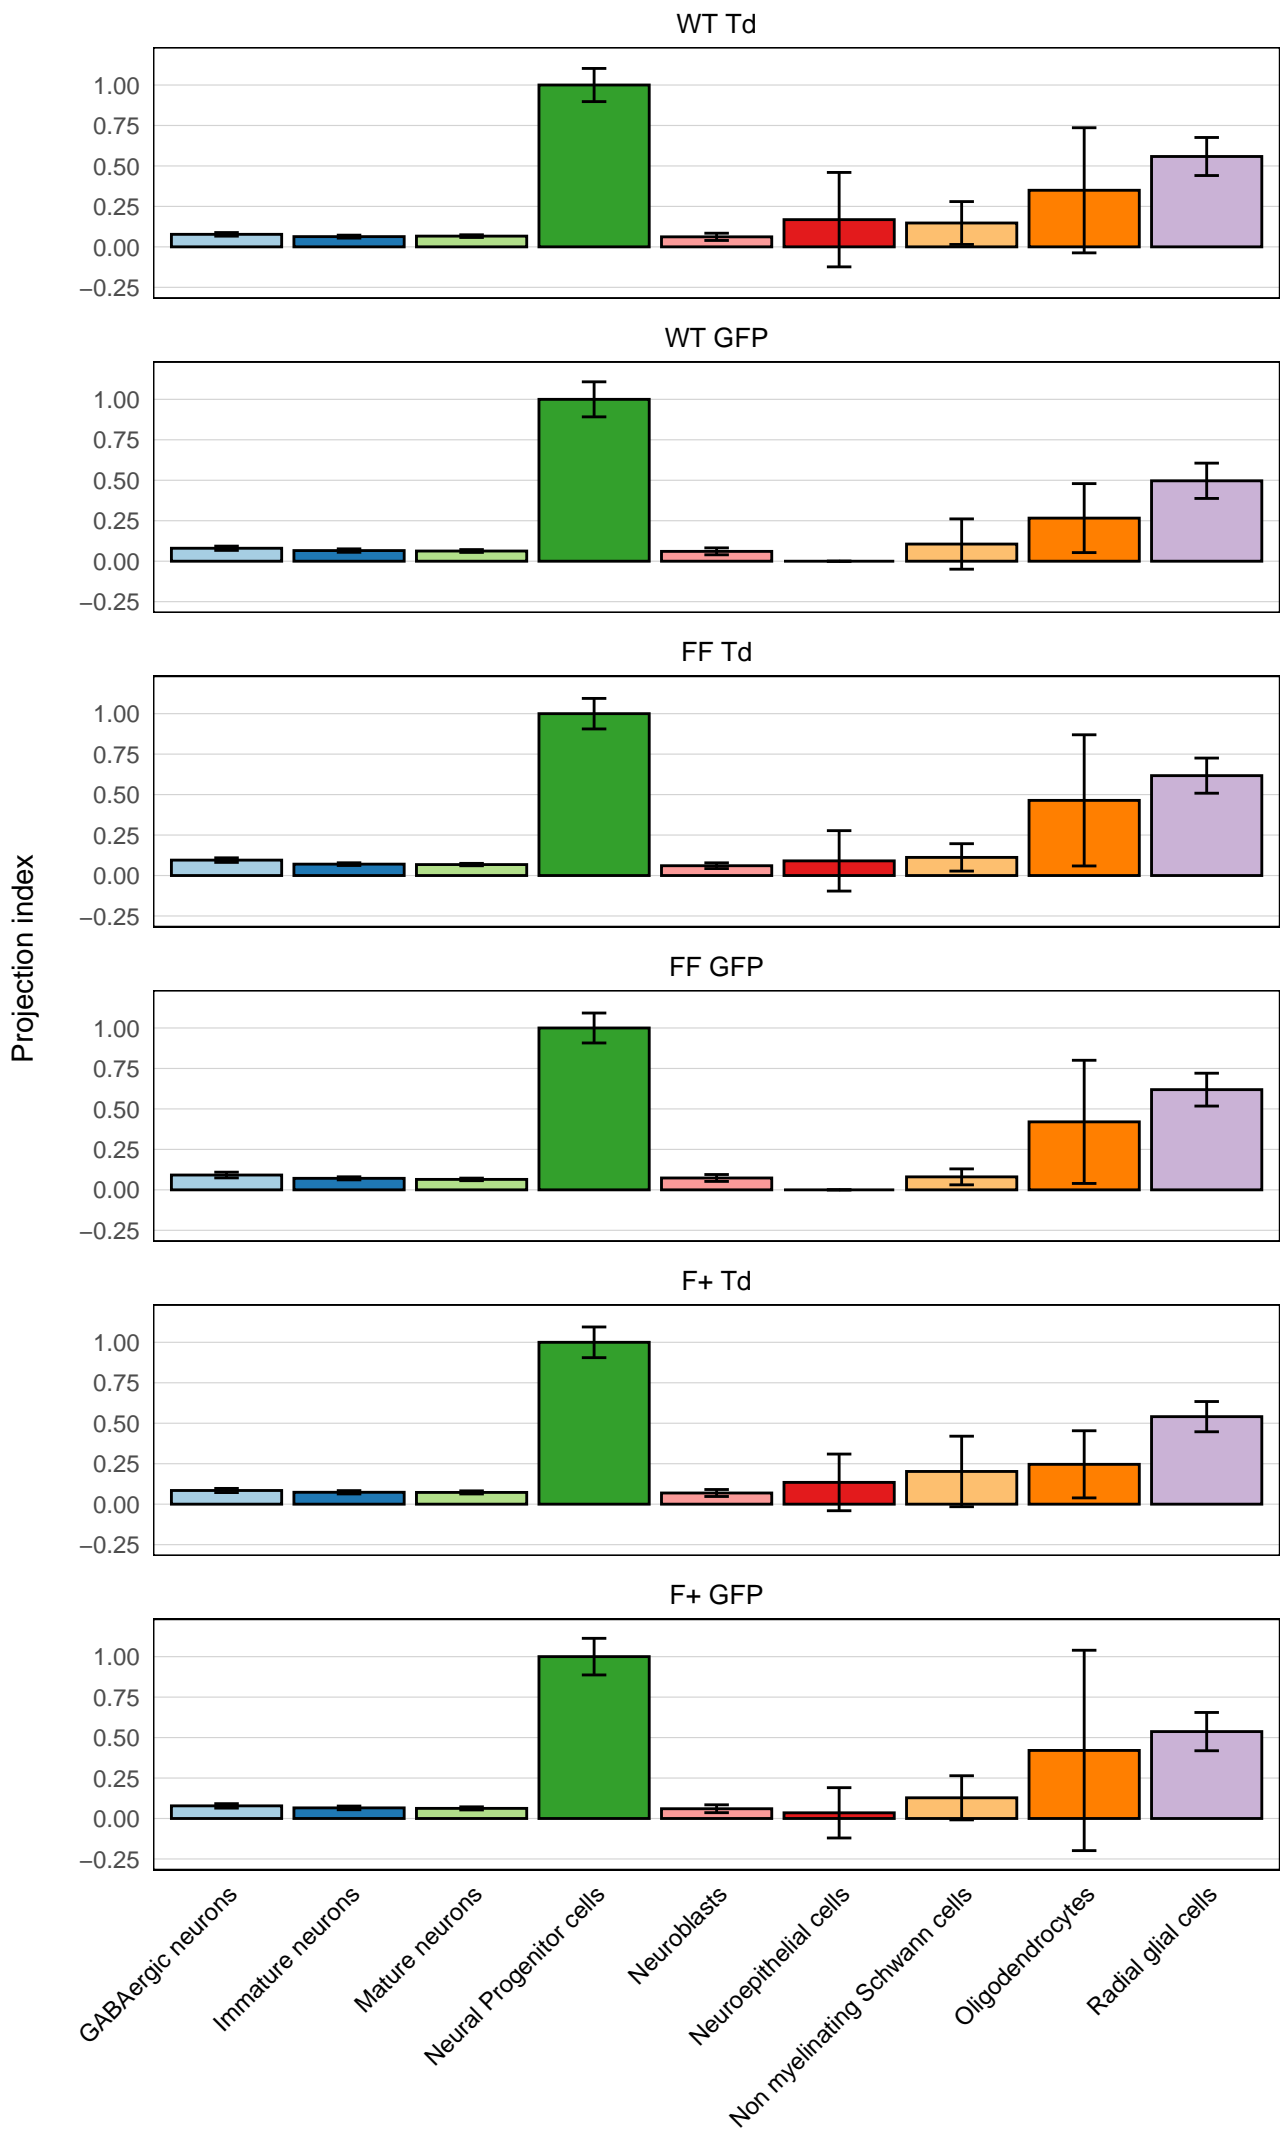 Projection index
WT Td
1.00
0.75
0.50
0.25
0.00
−0.25
WT GFP
1.00
0.75
0.50
0.25
0.00
−0.25
FF Td
1.00
0.75
0.50
0.25
0.00
−0.25
FF GFP
1.00
0.75
0.50
0.25
0.00
−0.25
F+ Td
1.00
0.75
0.50
0.25
0.00
−0.25
F+ GFP
1.00
0.75
0.50
0.25
0.00
−0.25
GABAergic neurons
Immature neurons
Mature neurons
Neural Progenitor cells
Neuroblasts
Neuroepithelial cells
Non myelinating Schwann cells
Oligodendrocytes
Radial glial cells